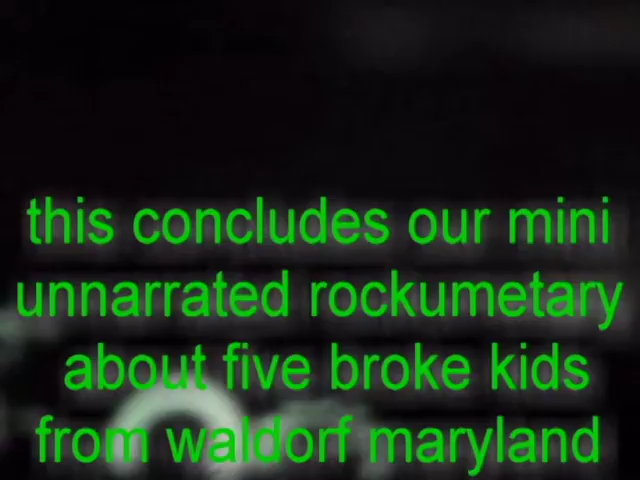 this concludes our mini
unnarrated rockumetary
about five broke kids
from waldorf maryland